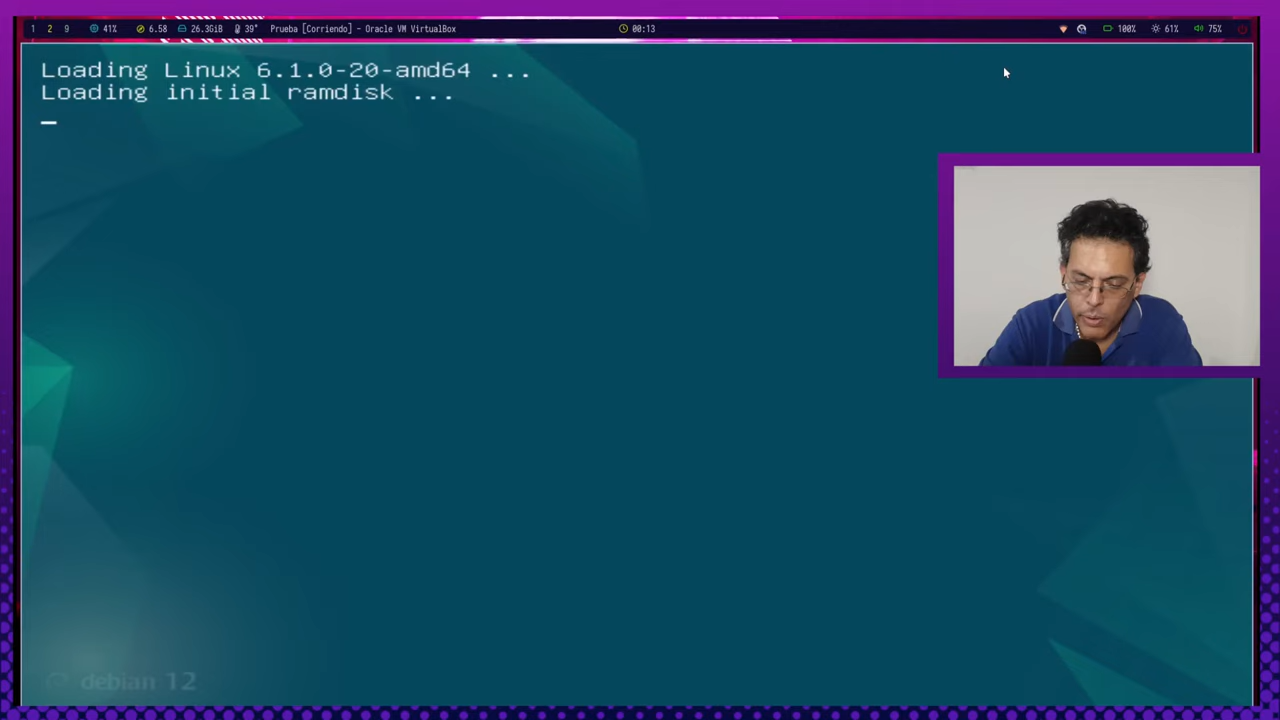 1 2 9 41% 6.58 26.3GiB 39° Prueba [Corriendo] - Oracle VM VirtualBox 00:13 100% 61% 75%
Loading Linux 6.1.0-20-amd64 ...
Loading initial ramdisk ...
debian 12